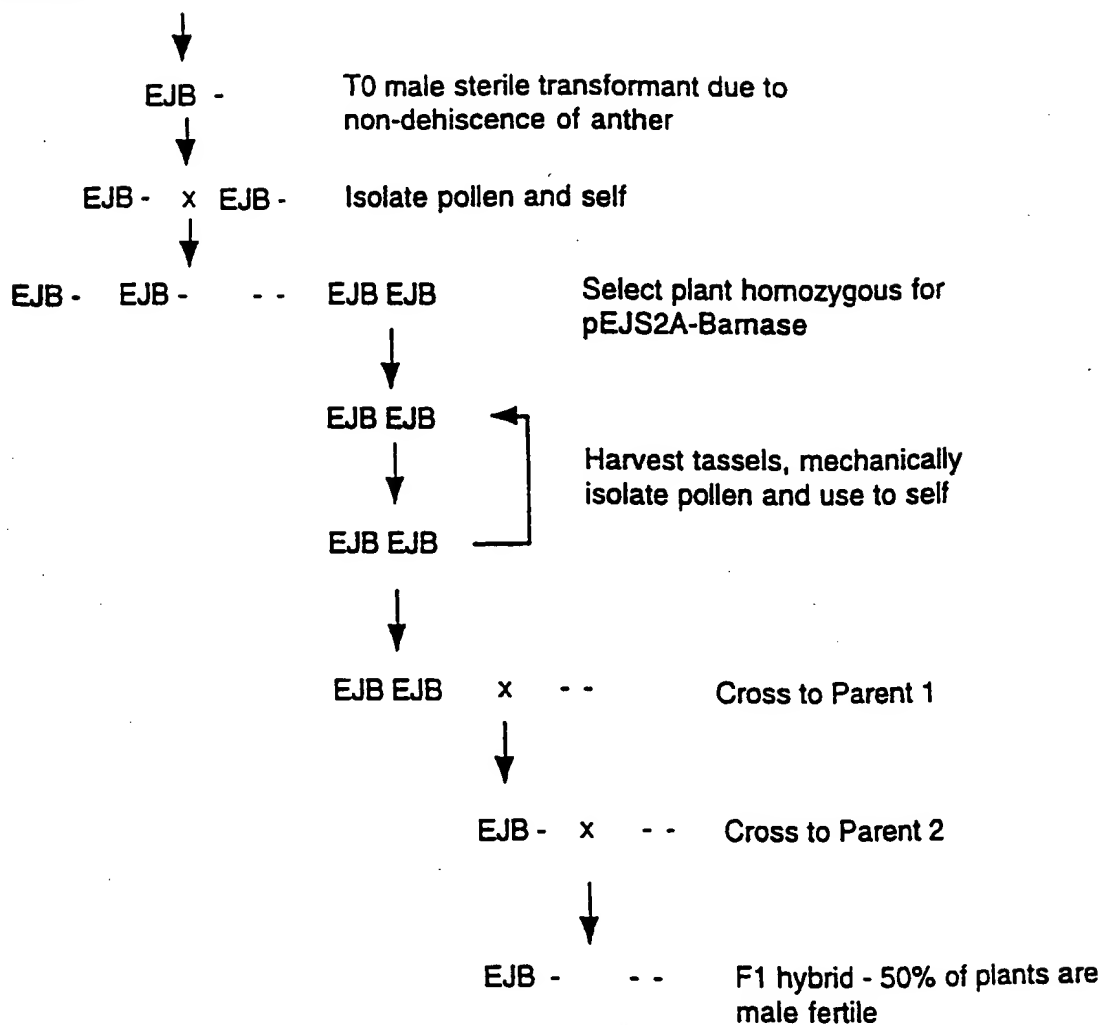 EJB -
T0 male sterile transformant due to
non-dehiscence of anther
EJB - x EJB -
Isolate pollen and self
EJB - EJB - - - EJB EJB
Select plant homozygous for
pEJS2A-Barnase
EJB EJB
Harvest tassels, mechanically
isolate pollen and use to self
EJB EJB
EJB EJB x - -
Cross to Parent 1
EJB - x - -
Cross to Parent 2
EJB - - -
F1 hybrid - 50% of plants are
male fertile